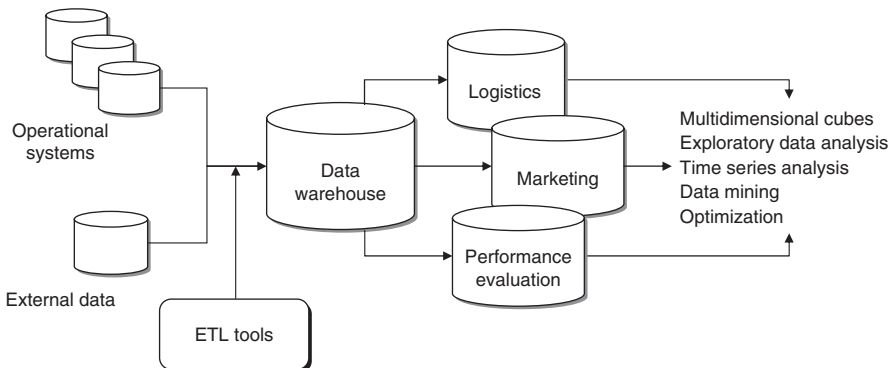 Operational
systems
External data
ETL tools
Data
warehouse
Logistics
Marketing
Performance
evaluation
Multidimensional cubes
Exploratory data analysis
Time series analysis
Data mining
Optimization